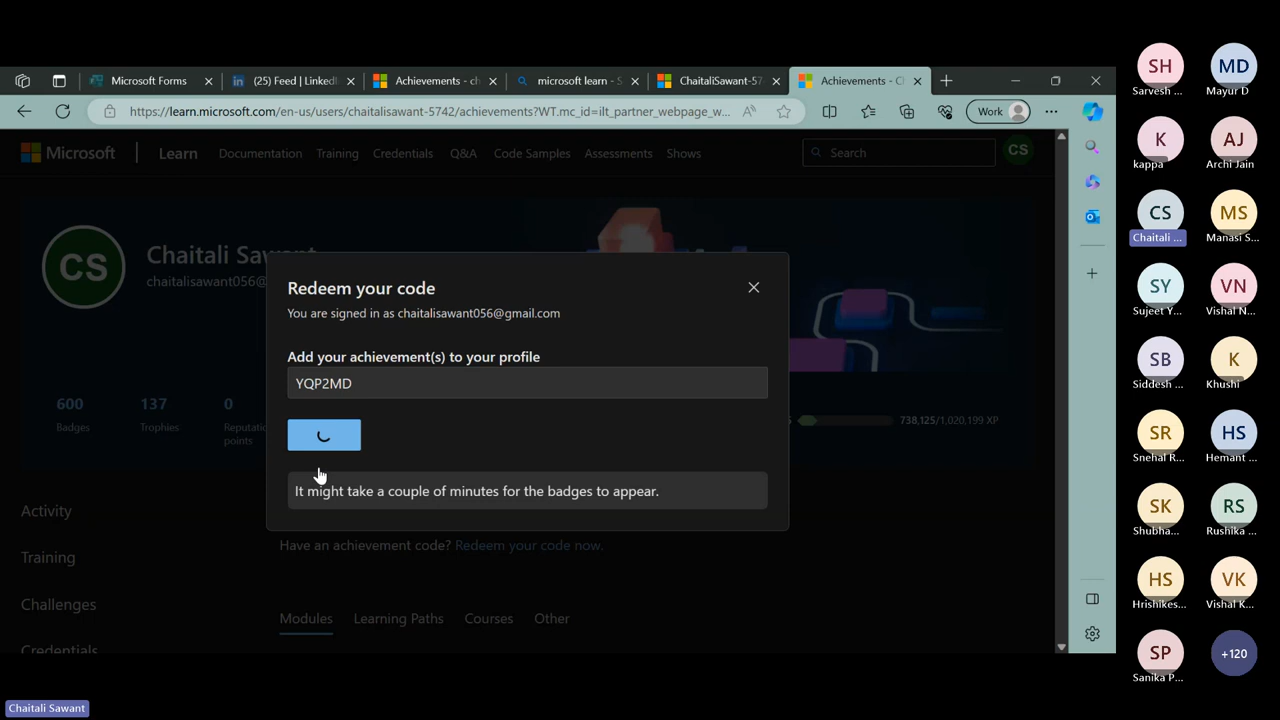 Microsoft Forms
(25) Feed | LinkedI
Achievements - ch
microsoft learn - S
ChaitaliSawant-57
Achievements - C
https://learn.microsoft.com/en-us/users/chaitalisawant-5742/achievements?WT.mc_id=ilt_partner_webpage_w...
Work
Microsoft
Learn
Documentation
Training
Credentials
Q&A
Code Samples
Assessments
Shows
Search
CS
CS
Chaitali Sawant
chaitalisawant056@
600
Badges
137
Trophies
0
Reputatio
points
738,125/1,020,199 XP
Redeem your code
You are signed in as chaitalisawant056@gmail.com
Add your achievement(s) to your profile
YQP2MD
It might take a couple of minutes for the badges to appear.
Have an achievement code? Redeem your code now.
Activity
Training
Challenges
Credentials
Modules
Learning Paths
Courses
Other
SH
Sarvesh ...
MD
Mayur D
K
kappa
AJ
Archi Jain
CS
Chaitali ...
MS
Manasi S...
SY
Sujeet Y...
VN
Vishal N...
SB
Siddesh ...
K
Khushi
SR
Snehal R...
HS
Hemant ...
SK
Shubha...
RS
Rushika ...
HS
Hrishikes...
VK
Vishal K...
SP
Sanika P...
+120
Chaitali Sawant